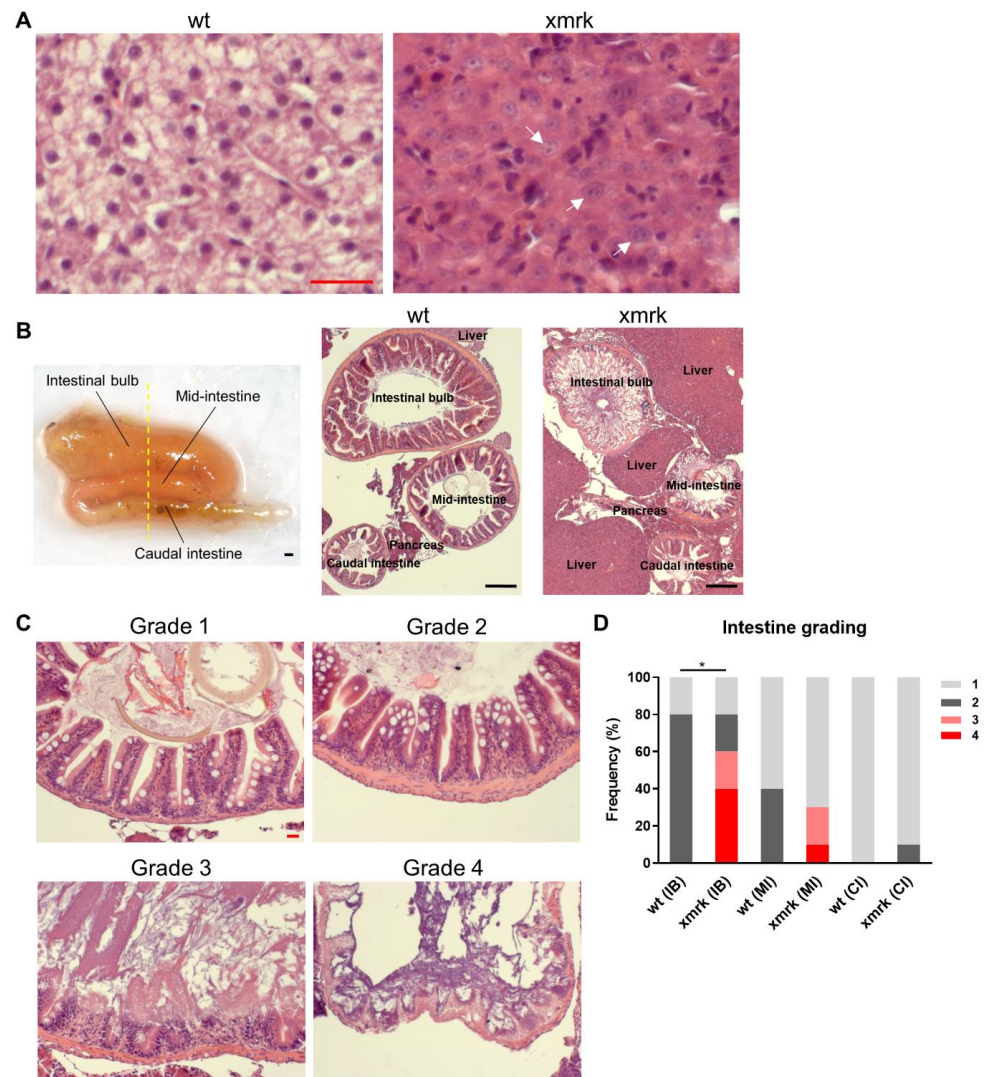 A
wt
xmrk
B
wt
xmrk
Intestinal bulb
Mid-intestine
Caudal intestine
Liver
Intestinal bulb
Mid-intestine
Pancreas
Caudal intestine
Intestinal bulb
Liver
Liver
Mid-intestine
Pancreas
Liver
Caudal intestine
C
Grade 1
Grade 2
Grade 3
Grade 4
D
Intestine grading
*
Frequency (%)
100
80
60
40
20
0
wt (IB)
xmrk (IB)
wt (MI)
xmrk (MI)
wt (CI)
xmrk (CI)
1
2
3
4